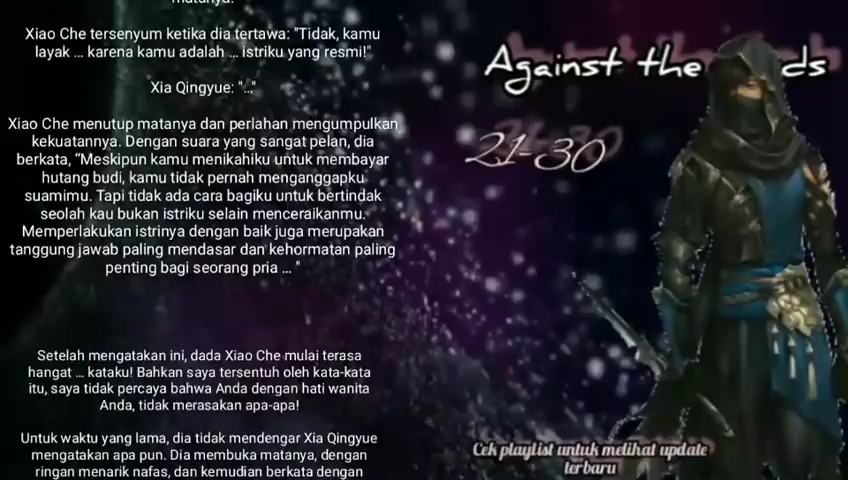 matanya.
Xiao Che tersenyum ketika dia tertawa: "Tidak, kamu
layak ... karena kamu adalah ... istriku yang resmi!"
Xia Qingyue: "..."
Xiao Che menutup matanya dan perlahan mengumpulkan
kekuatannya. Dengan suara yang sangat pelan, dia
berkata, “Meskipun kamu menikahiku untuk membayar
hutang budi, kamu tidak pernah menganggapku
suamimu. Tapi tidak ada cara bagiku untuk bertindak
seolah kau bukan istriku selain menceraikanmu.
Memperlakukan istrinya dengan baik juga merupakan
tanggung jawab paling mendasar dan kehormatan paling
penting bagi seorang pria ... "
Setelah mengatakan ini, dada Xiao Che mulai terasa
hangat ... kataku! Bahkan saya tersentuh oleh kata-kata
itu, saya tidak percaya bahwa Anda dengan hati wanita
Anda, tidak merasakan apa-apa!
Untuk waktu yang lama, dia tidak mendengar Xia Qingyue
mengatakan apa pun. Dia membuka matanya, dengan
ringan menarik nafas, dan kemudian berkata dengan
Against the ds
21-30
Cek playlist untuk melihat update
terbaru